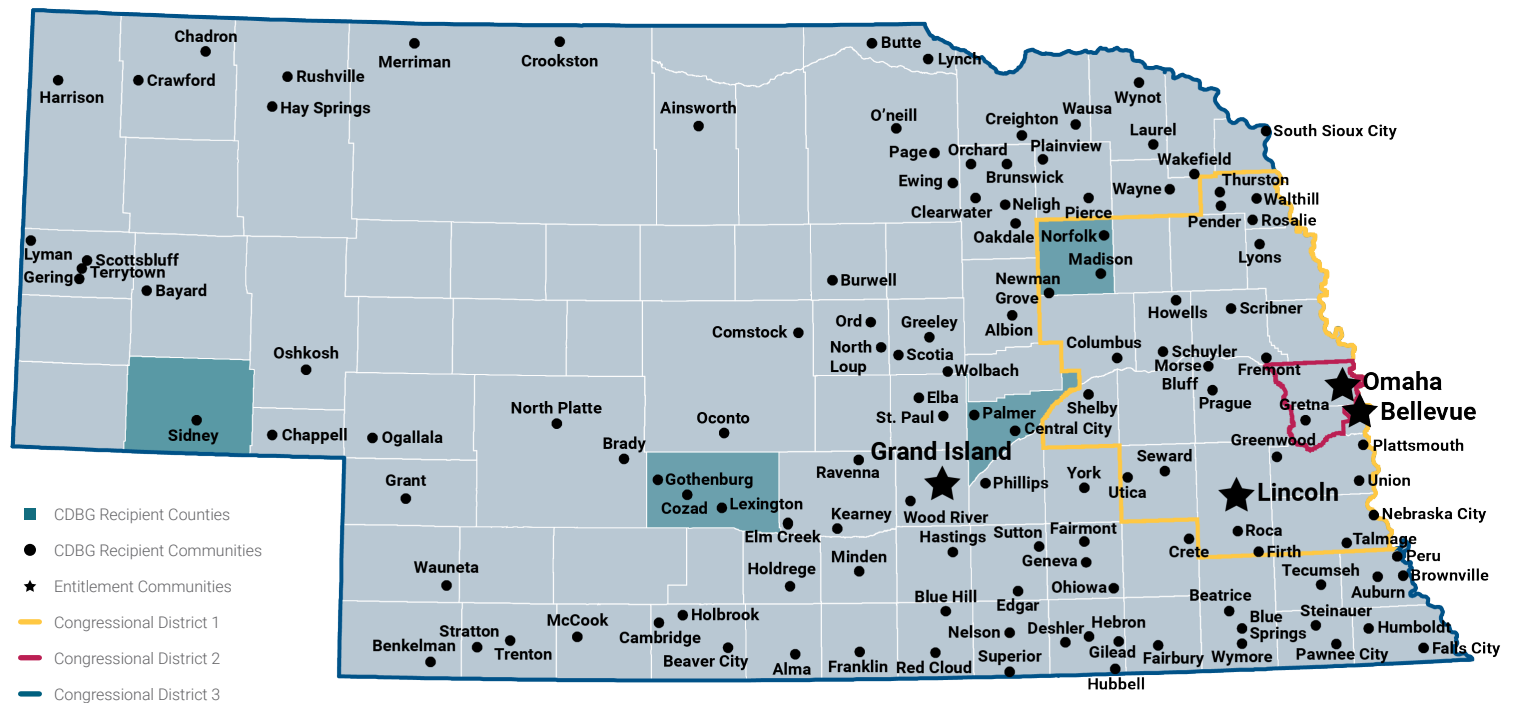 Chadron
Merriman
Crookston
Butte
Lynch
Harrison
Crawford
Rushville
Hay Springs
Ainsworth
O'neill
Creighton
Wausa
Wynot
Laurel
South Sioux City
Page
Orchard
Plainview
Wakefield
Ewing
Brunswick
Wayne
Thurston
Walthill
Clearwater
Neligh
Pierce
Pender
Rosalie
Oakdale
Norfolk
Lyman
Scottsbluff
Terrytown
Gering
Madison
Lyons
Bayard
Burwell
Newman
Grove
Howells
Scribner
Comstock
Ord
Greeley
Albion
North
Loup
Scotia
Columbus
Schuyler
Oshkosh
Wolbach
Morse
Bluff
Fremont
Omaha
Elba
Shelby
Prague
Gretna
Bellevue
North Platte
Oconto
St. Paul
Palmer
Central City
Sidney
Chappell
Ogallala
Brady
Grand Island
Greenwood
Plattsmouth
Grant
Gothenburg
Ravenna
Phillips
York
Seward
Utica
Lincoln
Union
Cozad
Lexington
Wood River
Nebraska City
CDBG Recipient Counties
Elm Creek
Kearney
Hastings
Sutton
Fairmont
Crete
Roca
Firth
Talmage
CDBG Recipient Communities
Minden
Geneva
Peru
Wauneta
Holdrege
Tecumseh
Brownville
Auburn
Entitlement Communities
Blue Hill
Edgar
Ohiowa
Beatrice
Steinauer
Congressional District 1
McCook
Holbrook
Cambridge
Nelson
Deshler
Hebron
Blue
Springs
Humboldt
Benkelman
Stratton
Trenton
Beaver City
Superior
Gilead
Fairbury
Wymore
Pawnee City
Falls City
Congressional District 2
Alma
Franklin
Red Cloud
Hubbell
Congressional District 3